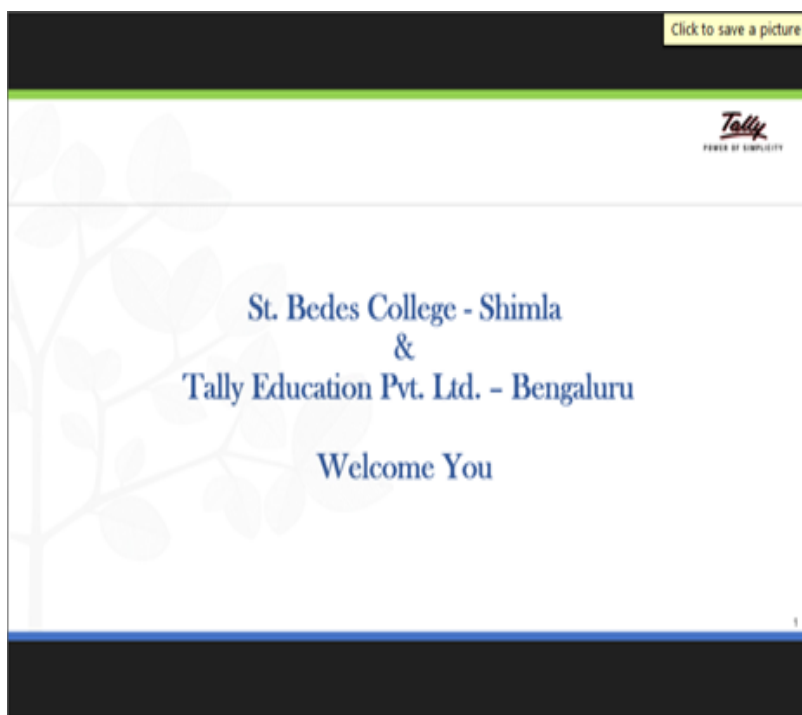 Click to save a picture
Tally
POWER OF SIMPLICITY
St. Bedes College - Shimla
&
Tally Education Pvt. Ltd. – Bengaluru
Welcome You
1